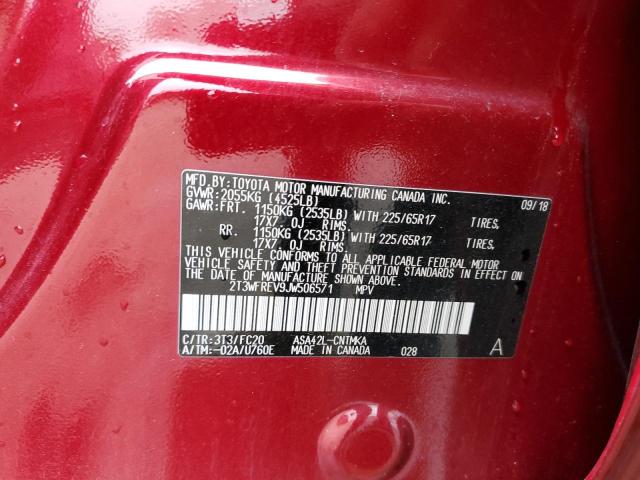 MFD.BY:TOYOTA MOTOR MANUFACTURING CANADA INC.
GVWR:2055KG (4525LB) 09/18
GAWR:FRT. 1150KG (2535LB) WITH 225/65R17 TIRES,
17X7. 0J RIMS.
RR. 1150KG (2535LB) WITH 225/65R17 TIRES,
17X7. 0J RIMS.
THIS VEHICLE CONFORMS TO ALL APPLICABLE FEDERAL MOTOR
VEHICLE SAFETY AND THEFT PREVENTION STANDARDS IN EFFECT ON
THE DATE OF MANUFACTURE SHOWN ABOVE.
2T3WFREV9JW506571 MPV
C/TR:3T3/FC20 ASA42L-CNTMKA
A/TM:-02A/U760E MADE IN CANADA 028 A